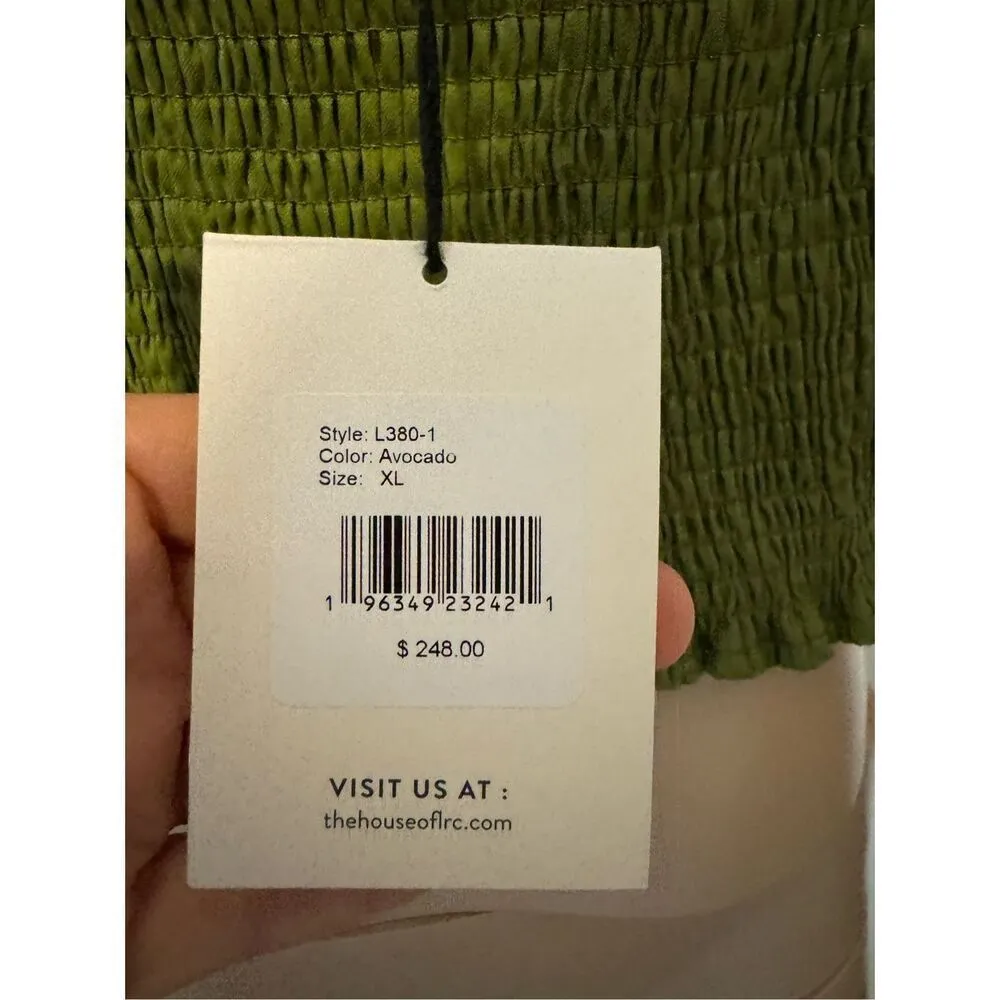 Style: L380-1
Color: Avocado
Size: XL
1 96349 23242 1
$ 248.00
VISIT US AT :
thehouseoflrc.com